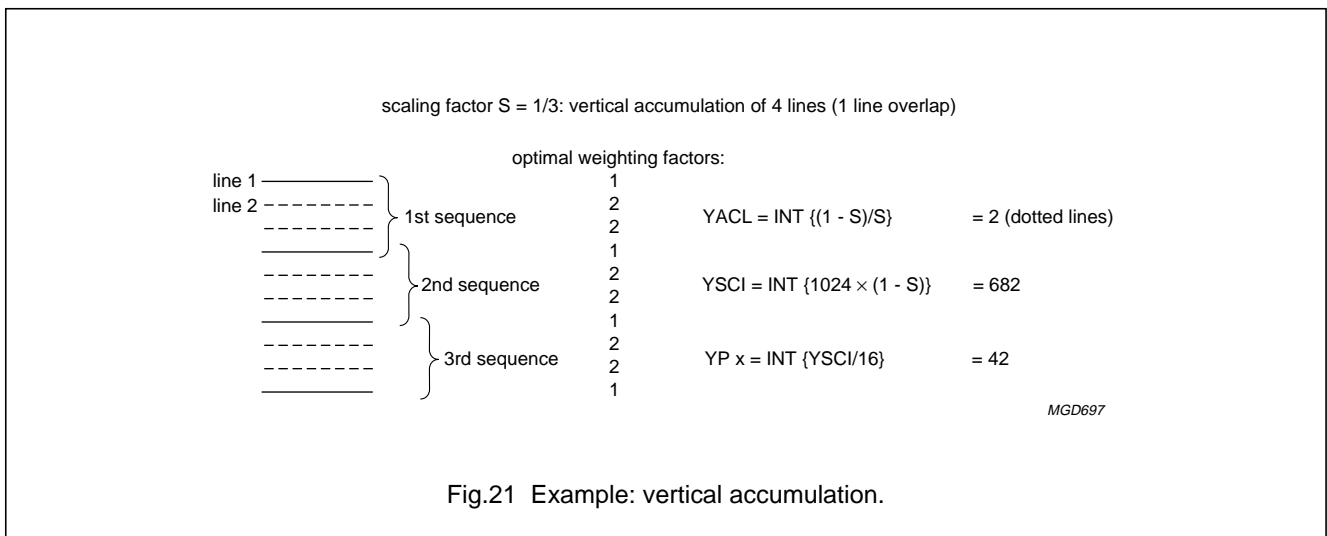 scaling factor S = 1/3: vertical accumulation of 4 lines (1 line overlap)
optimal weighting factors:
line 1
1
line 2
2
1st sequence
YACL = INT {(1 - S)/S} = 2 (dotted lines)
2
1
2
2nd sequence
YSCI = INT {1024 × (1 - S)} = 682
2
1
2
3rd sequence
YP x = INT {YSCI/16} = 42
2
1
MGD697
Fig.21 Example: vertical accumulation.